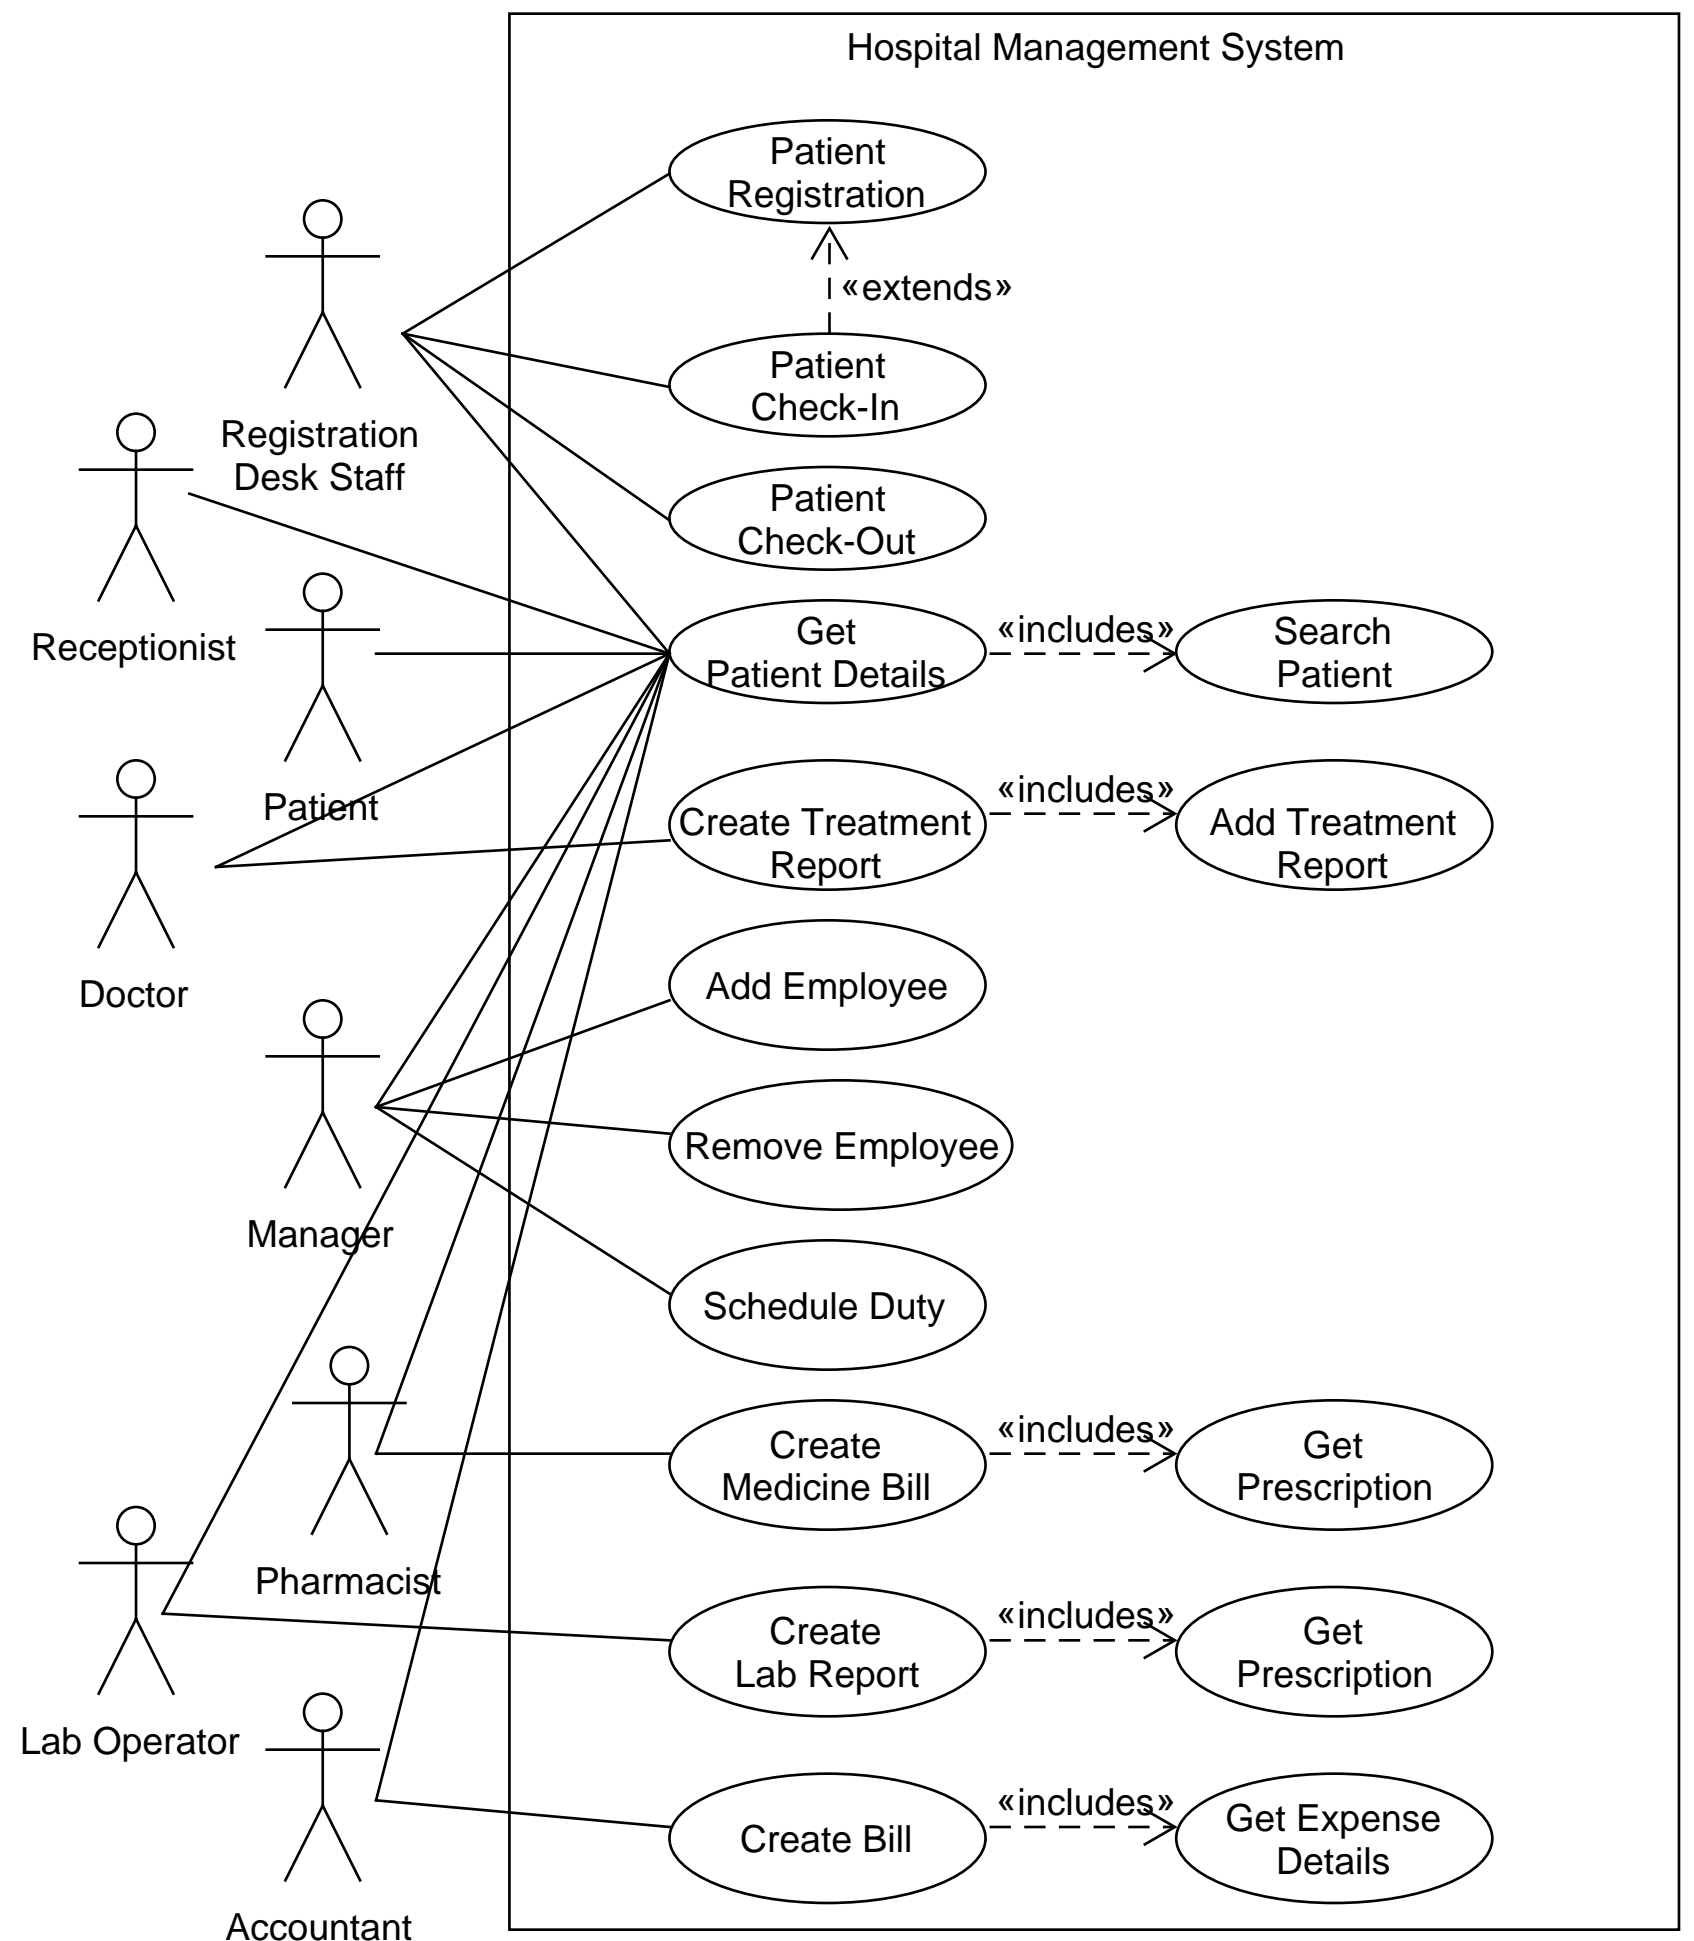 Hospital Management System
Patient
Registration
«extends»
Patient
Check-In
Registration
Desk Staff
Patient
Check-Out
Receptionist
Get
Patient Details
«includes»
Search
Patient
Patient
Create Treatment
Report
«includes»
Add Treatment
Report
Doctor
Add Employee
Remove Employee
Manager
Schedule Duty
Create
Medicine Bill
«includes»
Get
Prescription
Pharmacist
Create
Lab Report
«includes»
Get
Prescription
Lab Operator
Create Bill
«includes»
Get Expense
Details
Accountant